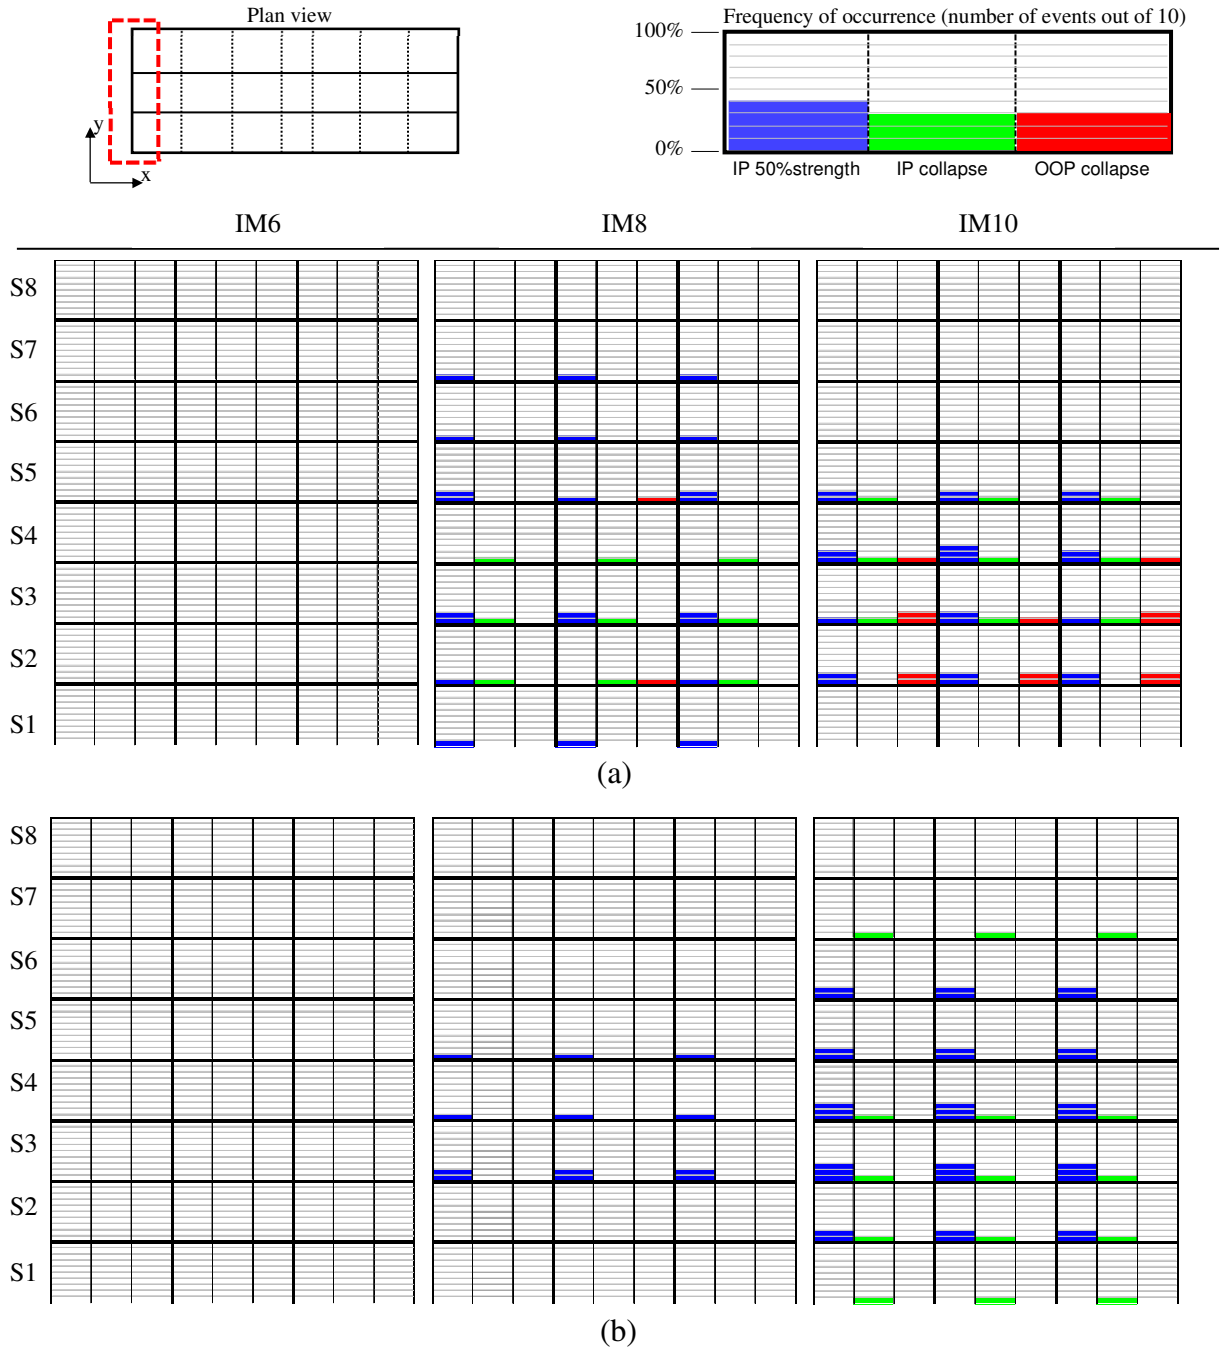 Plan view
Frequency of occurrence (number of events out of 10)
100%
50%
0%
y
x
IP 50%strength
IP collapse
OOP collapse
IM6
IM8
IM10
S8
S7
S6
S5
S4
S3
S2
S1
(a)
S8
S7
S6
S5
S4
S3
S2
S1
(b)